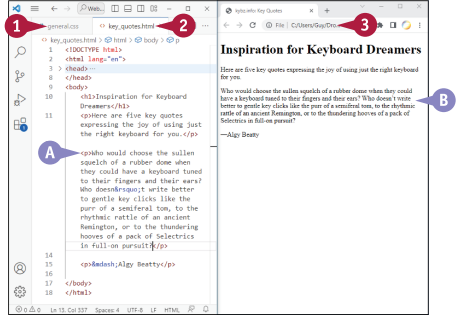 Web...
1
general.css
key_quotes.html
2
key_quotes.html > html > body > p
1 <!DOCTYPE html>
2 <html lang="en">
3 > <head>...
8 </head>
9 <body>
10 <h1>Inspiration for Keyboard
Dreamers</h1>
11 <p>Here are five quotes
expressing the joy of using just
the right keyboard for you.</p>
A
<p>Who would choose the sullen
squelch of a rubber dome when
they could have a keyboard tuned
to their fingers and their ears?
Who doesn&rsquo;t write better
to gentle key clicks like the
purr of a semiferal tom, to the
rhythmic rattle of an ancient
Remington, or to the thundering
hooves of a pack of Selectrics
in full-on pursuit?</p>
14
15 <p>&mdash;Algy Beatty</p>
16
17 </body>
18 </html>
0 0 Ln 13, Col 337 Spaces: 4 UTF-8 LF HTML
kybs.info: Key Quotes
File | C:/Users/Guy/Dro
3
Inspiration for Keyboard Dreamers
Here are five key quotes expressing the joy of using just the right keyboard
for you.
Who would choose the sullen squelch of a rubber dome when they could
have a keyboard tuned to their fingers and their ears? Who doesn't write
better to gentle key clicks like the purr of a semiferal tom, to the rhythmic
rattle of an ancient Remington, or to the thundering hooves of a pack of
Selectrics in full-on pursuit?
B
—Algy Beatty